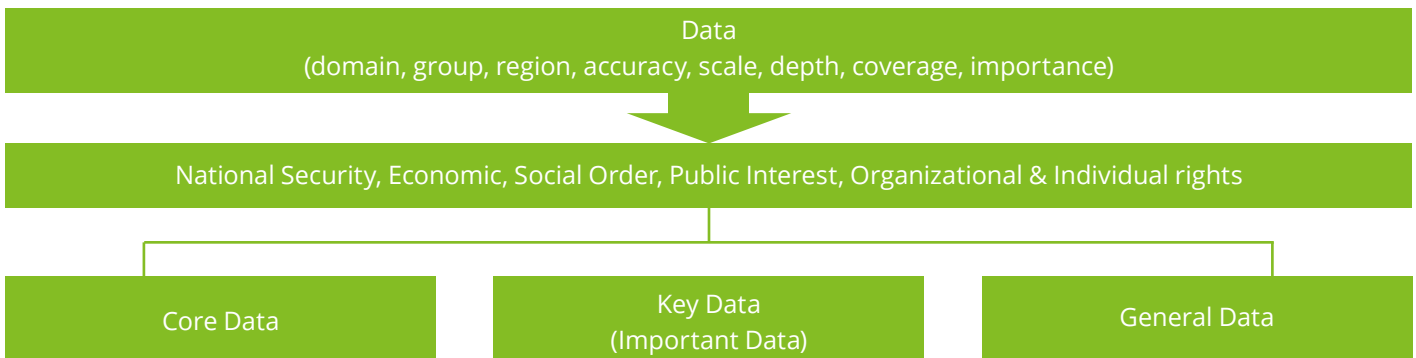 Data
(domain, group, region, accuracy, scale, depth, coverage, importance)
National Security, Economic, Social Order, Public Interest, Organizational & Individual rights
Core Data
Key Data
(Important Data)
General Data